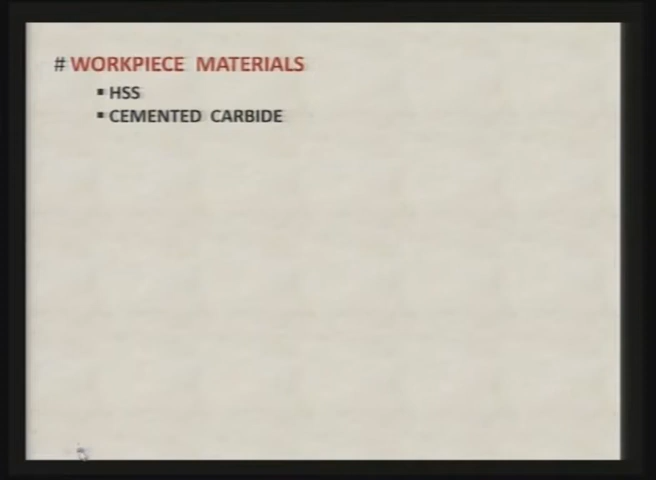 # WORKPIECE MATERIALS
▪ HSS
▪ CEMENTED CARBIDE